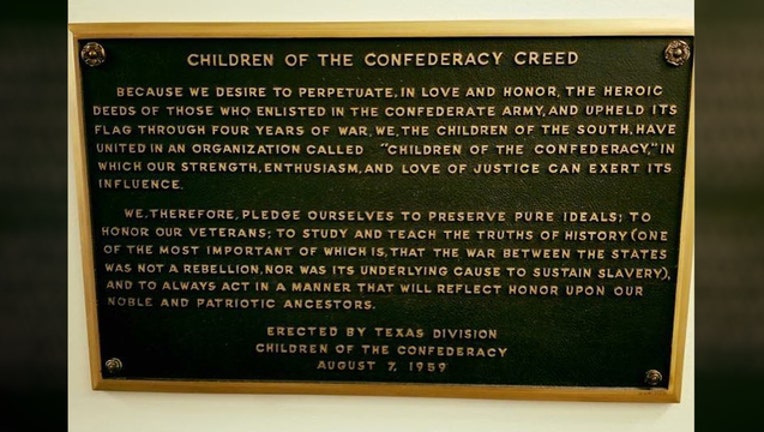 CHILDREN OF THE CONFEDERACY CREED
BECAUSE WE DESIRE TO PERPETUATE, IN LOVE AND HONOR, THE HEROIC
DEEDS OF THOSE WHO ENLISTED IN THE CONFEDERATE ARMY, AND UPHELD ITS
FLAG THROUGH FOUR YEARS OF WAR, WE, THE CHILDREN OF THE SOUTH, HAVE
UNITED IN AN ORGANIZATION CALLED "CHILDREN OF THE CONFEDERACY," IN
WHICH OUR STRENGTH, ENTHUSIASM, AND LOVE OF JUSTICE CAN EXERT ITS
INFLUENCE.
WE, THEREFORE, PLEDGE OURSELVES TO PRESERVE PURE IDEALS; TO
HONOR OUR VETERANS; TO STUDY AND TEACH THE TRUTHS OF HISTORY (ONE
OF THE MOST IMPORTANT OF WHICH IS, THAT THE WAR BETWEEN THE STATES
WAS NOT A REBELLION, NOR WAS ITS UNDERLYING CAUSE TO SUSTAIN SLAVERY),
AND TO ALWAYS ACT IN A MANNER THAT WILL REFLECT HONOR UPON OUR
NOBLE AND PATRIOTIC ANCESTORS.
ERECTED BY TEXAS DIVISION
CHILDREN OF THE CONFEDERACY
AUGUST 7, 1959